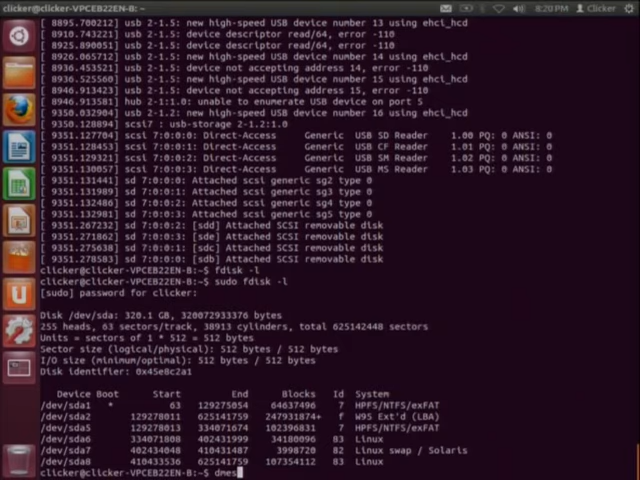 clicker@clicker-VPCEB22EN-B: ~
8:20 PM Clicker
[ 8895.700212] usb 2-1.5: new high-speed USB device number 13 using ehci_hcd
[ 8910.743221] usb 2-1.5: device descriptor read/64, error -110
[ 8925.890051] usb 2-1.5: device descriptor read/64, error -110
[ 8926.065712] usb 2-1.5: new high-speed USB device number 14 using ehci_hcd
[ 8936.453521] usb 2-1.5: device not accepting address 14, error -110
[ 8936.525560] usb 2-1.5: new high-speed USB device number 15 using ehci_hcd
[ 8946.913423] usb 2-1.5: device not accepting address 15, error -110
[ 8946.913581] hub 2-1:1.0: unable to enumerate USB device on port 5
[ 9350.032904] usb 2-1.2: new high-speed USB device number 16 using ehci_hcd
[ 9350.128894] scsi7 : usb-storage 2-1.2:1.0
[ 9351.127704] scsi 7:0:0:0: Direct-Access Generic USB SD Reader 1.00 PQ: 0 ANSI: 0
[ 9351.128453] scsi 7:0:0:1: Direct-Access Generic USB CF Reader 1.01 PQ: 0 ANSI: 0
[ 9351.129321] scsi 7:0:0:2: Direct-Access Generic USB SM Reader 1.02 PQ: 0 ANSI: 0
[ 9351.130057] scsi 7:0:0:3: Direct-Access Generic USB MS Reader 1.03 PQ: 0 ANSI: 0
[ 9351.131441] sd 7:0:0:0: Attached scsi generic sg2 type 0
[ 9351.131989] sd 7:0:0:1: Attached scsi generic sg3 type 0
[ 9351.132486] sd 7:0:0:2: Attached scsi generic sg4 type 0
[ 9351.132981] sd 7:0:0:3: Attached scsi generic sg5 type 0
[ 9351.267232] sd 7:0:0:2: [sdd] Attached SCSI removable disk
[ 9351.271862] sd 7:0:0:3: [sde] Attached SCSI removable disk
[ 9351.275638] sd 7:0:0:1: [sdc] Attached SCSI removable disk
[ 9351.278583] sd 7:0:0:0: [sdb] Attached SCSI removable disk
clicker@clicker-VPCEB22EN-B:~$ fdisk -l
clicker@clicker-VPCEB22EN-B:~$ sudo fdisk -l
[sudo] password for clicker:
Disk /dev/sda: 320.1 GB, 320072933376 bytes
255 heads, 63 sectors/track, 38913 cylinders, total 625142448 sectors
Units = sectors of 1 * 512 = 512 bytes
Sector size (logical/physical): 512 bytes / 512 bytes
I/O size (minimum/optimal): 512 bytes / 512 bytes
Disk identifier: 0x45e8c2a1
Device Boot Start End Blocks Id System
/dev/sda1 * 63 129275054 64637496 7 HPFS/NTFS/exFAT
/dev/sda2 129278011 625141759 247931874+ f W95 Ext'd (LBA)
/dev/sda5 129278013 334071674 102396831 7 HPFS/NTFS/exFAT
/dev/sda6 334071808 402431999 34180096 83 Linux
/dev/sda7 402434048 410431487 3998720 82 Linux swap / Solaris
/dev/sda8 410433536 625141759 107354112 83 Linux
clicker@clicker-VPCEB22EN-B:~$ dmes